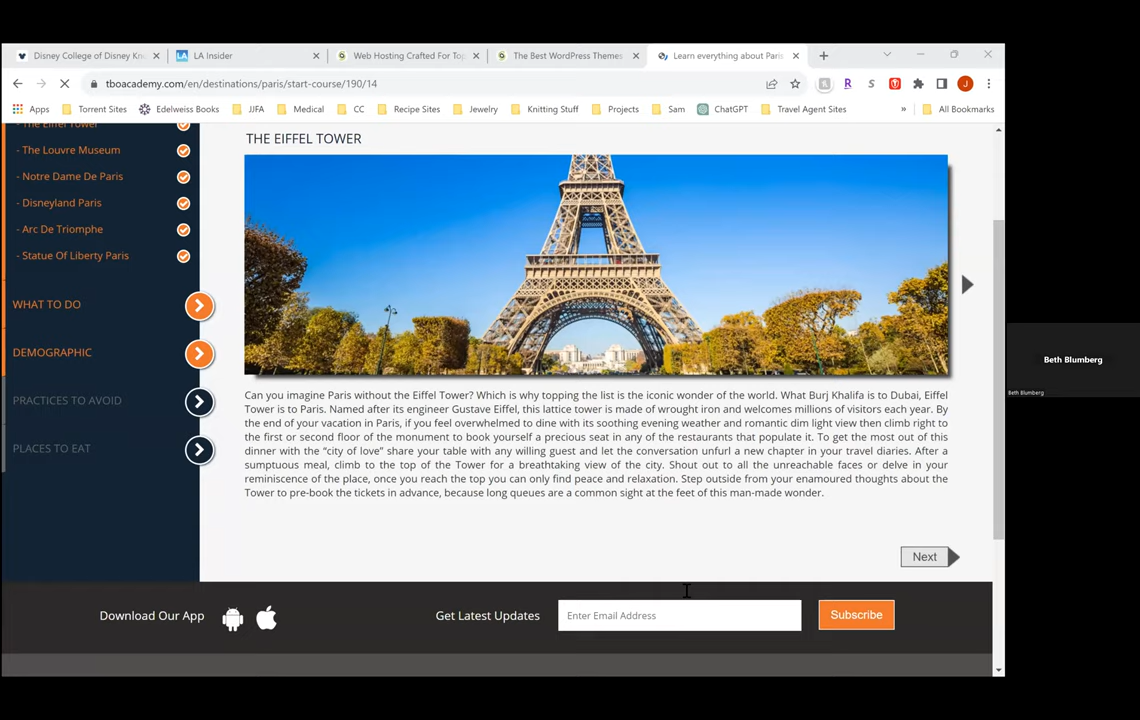 Disney College of Disney Kn
LA Insider
Web Hosting Crafted For To
The Best WordPress Themes
Learn everything about Paris
tboacademy.com/en/destinations/paris/start-course/190/14
Apps
Torrent Sites
Edelweiss Books
JJFA
Medical
CC
Recipe Sites
Jewelry
Knitting Stuff
Projects
Sam
ChatGPT
Travel Agent Sites
»
All Bookmarks
- The Eiffel Tower
- The Louvre Museum
- Notre Dame De Paris
- Disneyland Paris
- Arc De Triomphe
- Statue Of Liberty Paris
WHAT TO DO
DEMOGRAPHIC
PRACTICES TO AVOID
PLACES TO EAT
THE EIFFEL TOWER
Can you imagine Paris without the Eiffel Tower? Which is why topping the list is the iconic wonder of the world. What Burj Khalifa is to Dubai, Eiffel
Tower is to Paris. Named after its engineer Gustave Eiffel, this lattice tower is made of wrought iron and welcomes millions of visitors each year. By
the end of your vacation in Paris, if you feel overwhelmed to dine with its soothing evening weather and romantic dim light view then climb right to
the first or second floor of the monument to book yourself a precious seat in any of the restaurants that populate it. To get the most out of this
dinner with the “city of love” share your table with any willing guest and let the conversation unfurl a new chapter in your travel diaries. After a
sumptuous meal, climb to the top of the Tower for a breathtaking view of the city. Shout out to all the unreachable faces or delve in your
reminiscence of the place, once you reach the top you can only find peace and relaxation. Step outside from your enamoured thoughts about the
Tower to pre-book the tickets in advance, because long queues are a common sight at the feet of this man-made wonder.
Next
Download Our App
Get Latest Updates
Enter Email Address
Subscribe
Beth Blumberg
Beth Blumberg